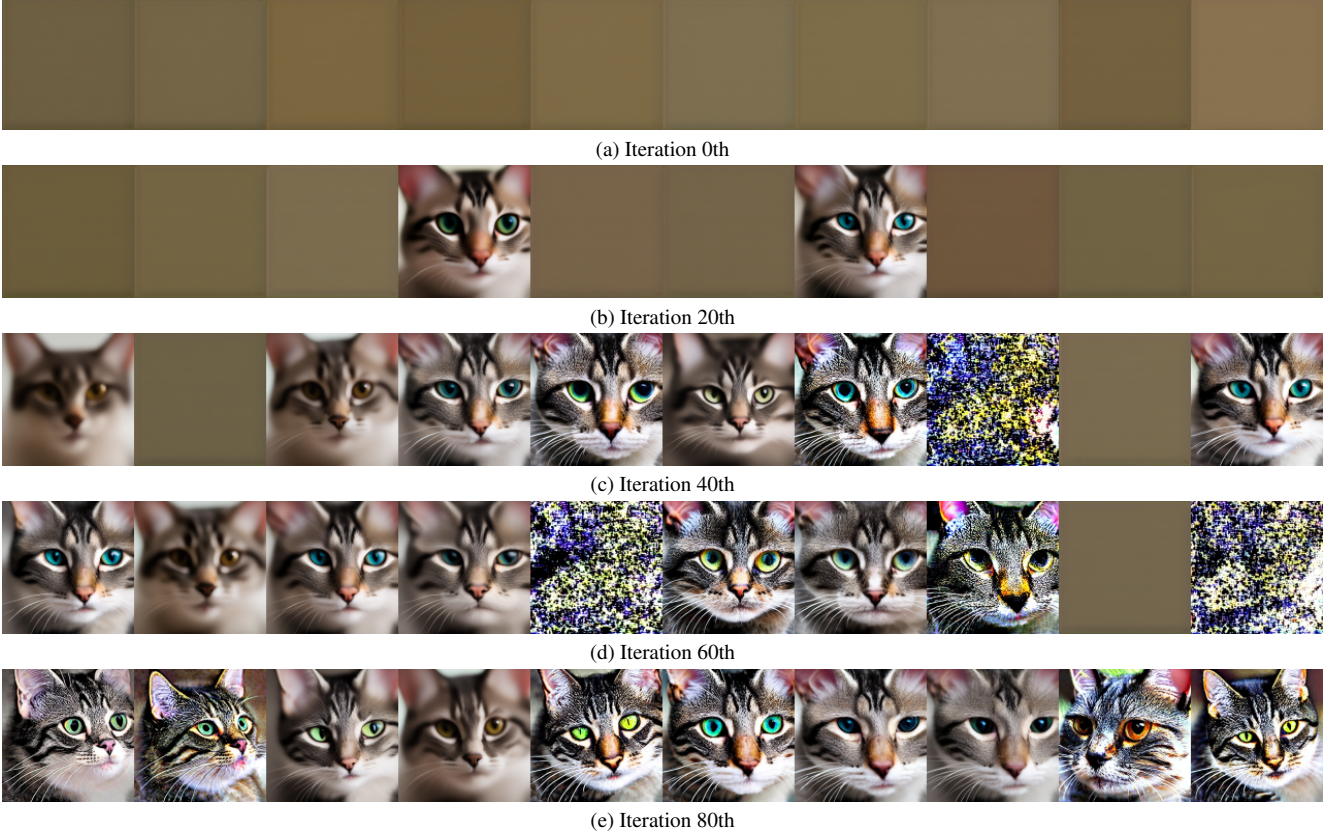 (a) Iteration 0th
(b) Iteration 20th
(c) Iteration 40th
(d) Iteration 60th
(e) Iteration 80th